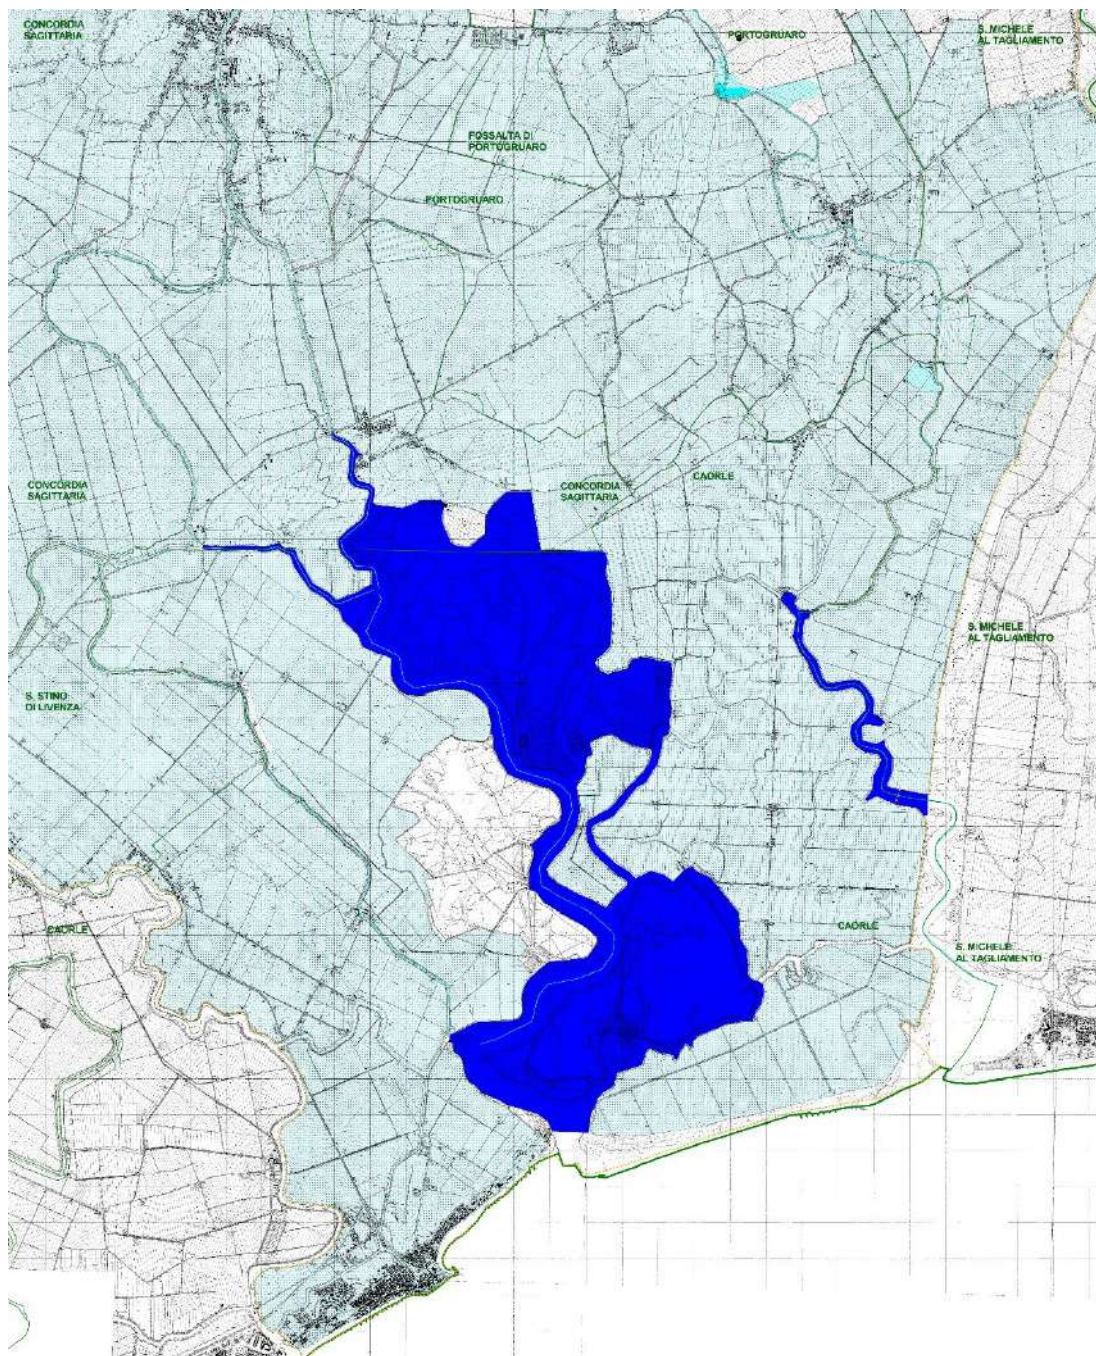 CONCORDIA
SAGITTARIA
PORTOGRUARO
S. MICHELE
AL TAGLIAMENTO
FOSSALTA DI
PORTOGRUARO
PORTOGRUARO
CONCORDIA
SAGITTARIA
CONCORDIA
SAGITTARIA
CAORLE
S. MICHELE
AL TAGLIAMENTO
S. STINO
DI LIVENZA
CAORLE
CAORLE
S. MICHELE
AL TAGLIAMENTO